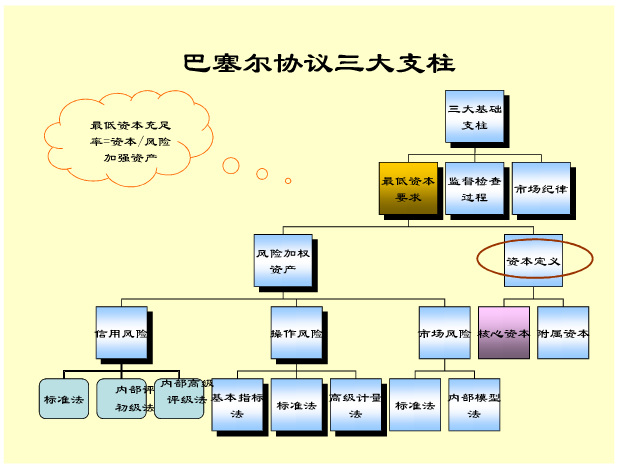 巴塞尔协议三大支柱
最低资本充足
率=资本/风险
加强资产
三大基础
支柱
最低资本
要求
监督检查
过程
市场纪律
风险加权
资产
资本定义
信用风险
操作风险
市场风险
核心资本
附属资本
标准法
内部评
初级法
内部高级
评级法
基本指标
法
标准法
高级计量
法
标准法
内部模型
法